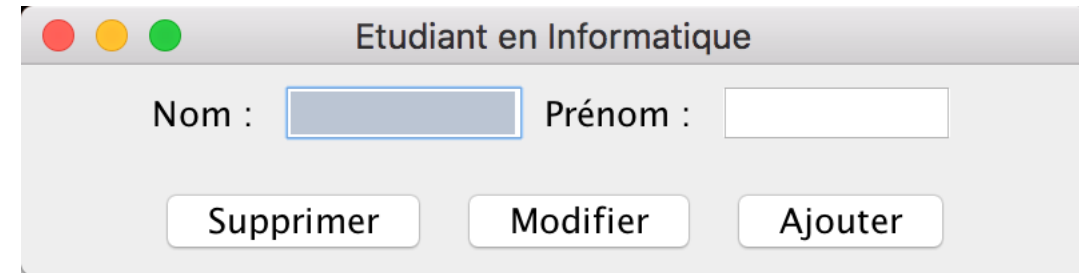 Etudiant en Informatique
Nom : Prénom :
Supprimer Modifier Ajouter